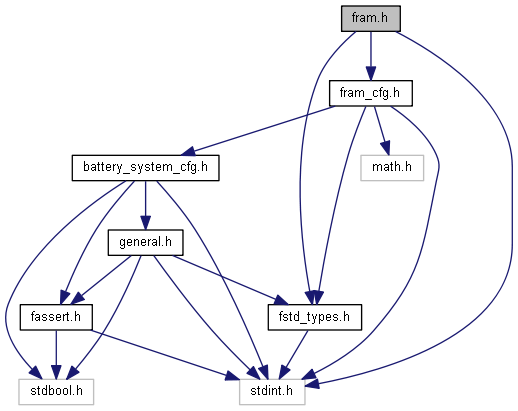 fram.h
fram_cfg.h
battery_system_cfg.h
math.h
general.h
fassert.h
fstd_types.h
stdbool.h
stdint.h